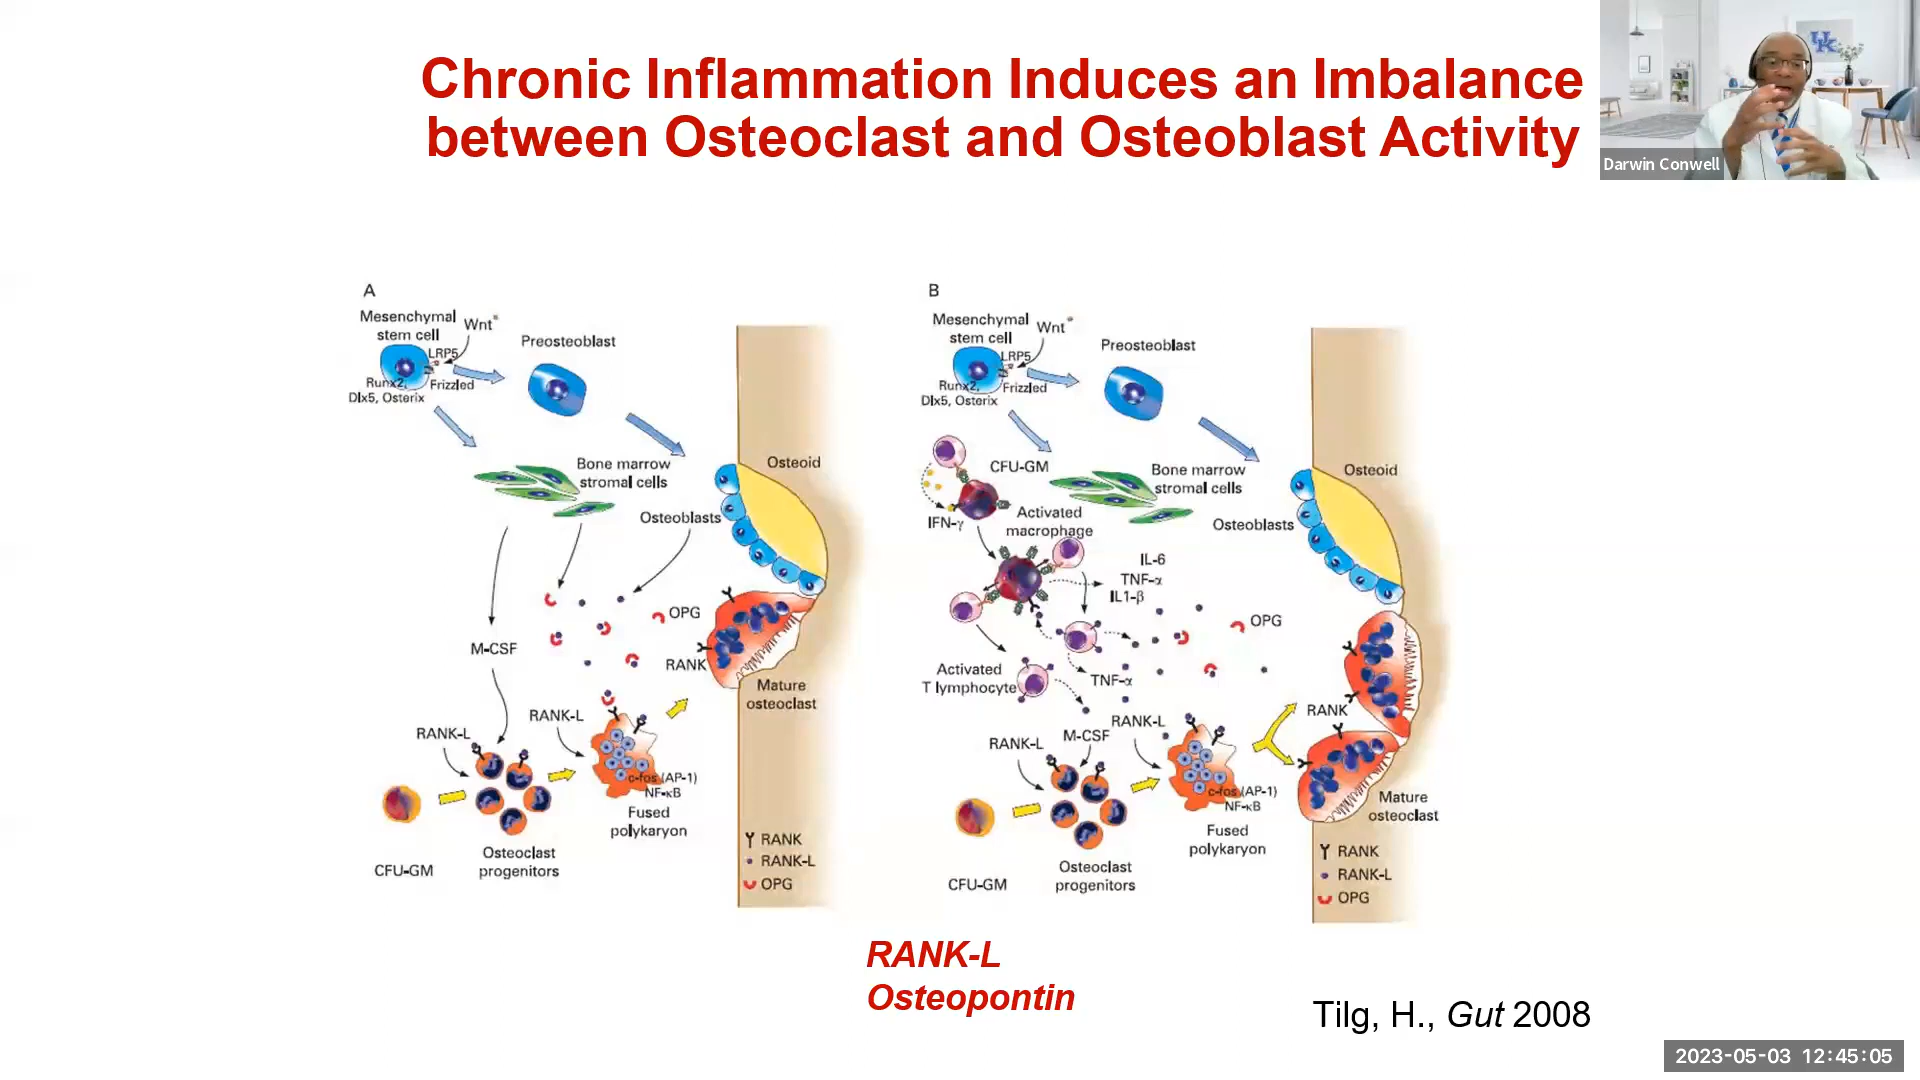 Chronic Inflammation Induces an Imbalance
between Osteoclast and Osteoblast Activity
UK
Darwin Conwell
A
Mesenchymal
stem cell
Wnt
LRP5
Frizzled
Runx2,
Dlx5, Osterix
Preosteoblast
Bone marrow
stromal cells
Osteoid
Osteoblasts
OPG
M-CSF
RANK
Mature
osteoclast
RANK-L
RANK-L
c-fos (AP-1)
NF-κB
Fused
polykaryon
Osteoclast
progenitors
CFU-GM
RANK
RANK-L
OPG
B
Mesenchymal
stem cell
Wnt
LRP5
Frizzled
Runx2,
Dlx5, Osterix
Preosteoblast
CFU-GM
Bone marrow
stromal cells
Osteoid
IFN-γ
Activated
macrophage
Osteoblasts
IL-6
TNF-α
IL1-β
OPG
Activated
T lymphocyte
TNF-α
RANK-L
M-CSF
RANK-L
RANK
c-fos (AP-1)
NF-κB
Mature
osteoclast
Fused
polykaryon
Osteoclast
progenitors
CFU-GM
RANK
RANK-L
OPG
RANK-L
Osteopontin
Tilg, H., Gut 2008
2023-05-03 12:45:05